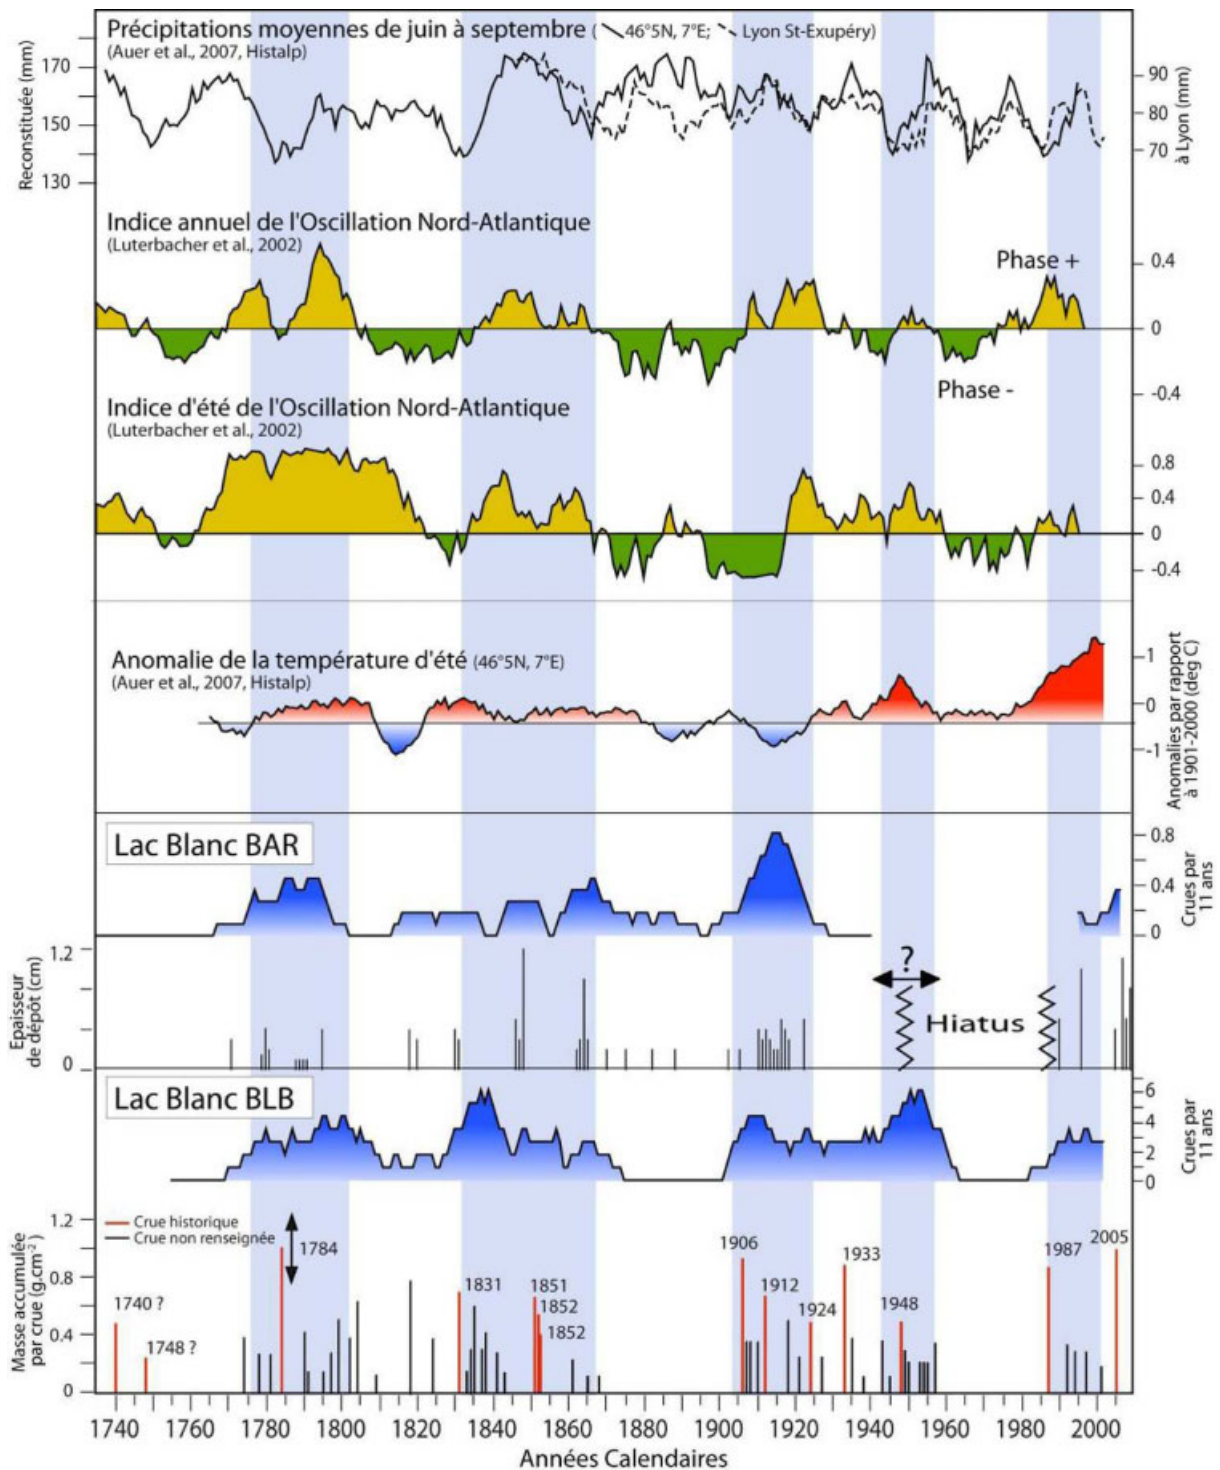 Précipitations moyennes de juin à septembre ( 46°5N, 7°E; Lyon St-Exupéry)
(Auer et al., 2007, Histalp)
Reconstituée (mm)
170
150
130
90
80
70
à Lyon (mm)
Indice annuel de l'Oscillation Nord-Atlantique
(Luterbacher et al., 2002)
Phase +
Phase -
0.4
0
-0.4
Indice d'été de l'Oscillation Nord-Atlantique
(Luterbacher et al., 2002)
0.8
0.4
0
-0.4
Anomalie de la température d'été (46°5N, 7°E)
(Auer et al., 2007, Histalp)
1
0
-1
Anomalies par rapport
à 1901-2000 (deg C)
Lac Blanc BAR
0.8
0.4
0
Crues par
11 ans
1.2
0
Epaisseur
de dépôt (cm)
?
Hiatus
Lac Blanc BLB
6
4
2
0
Crues par
11 ans
Masse accumulée
par crue (g.cm-2)
1.2
0.8
0.4
0
Crue historique
Crue non renseignée
1740 ?
1748 ?
1784
1831
1851
1852
1852
1906
1912
1924
1933
1948
1987
2005
1740 1760 1780 1800 1820 1840 1860 1880 1900 1920 1940 1960 1980 2000
Années Calendaires